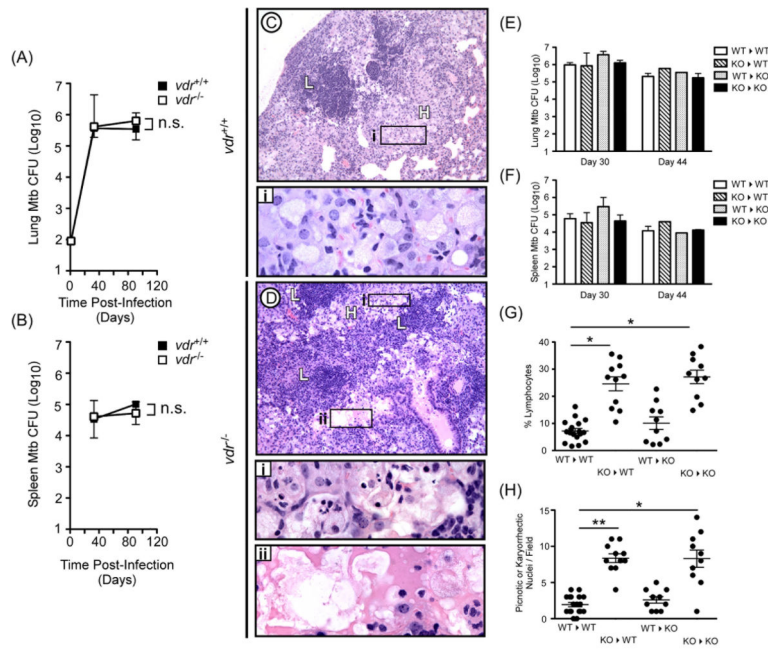 (A)
vdr+/+
vdr-/-
7
6
5
4
3
2
1
n.s.
Lung Mtb CFU (Log10)
0 40 80 120
Time Post-Infection
(Days)
(B)
vdr+/+
vdr-/-
7
6
5
4
3
2
1
n.s.
Spleen Mtb CFU (Log10)
0 40 80 120
Time Post-Infection
(Days)
vdr+/+
C
L
H
i
i
vdr-/-
D
L
i
H
L
L
ii
i
ii
(E)
7
6
5
4
3
2
1
Lung Mtb CFU (Log10)
Day 30 Day 44
WT ▸ WT
KO ▸ WT
WT ▸ KO
KO ▸ KO
(F)
7
6
5
4
3
2
1
Spleen Mtb CFU (Log10)
Day 30 Day 44
WT ▸ WT
KO ▸ WT
WT ▸ KO
KO ▸ KO
(G)
*
*
40
30
20
10
0
% Lymphocytes
WT ▸ WT
KO ▸ WT
WT ▸ KO
KO ▸ KO
(H)
*
**
15
10
5
0
Picnotic or Karyorrhectic
Nuclei / Field
WT ▸ WT
KO ▸ WT
WT ▸ KO
KO ▸ KO